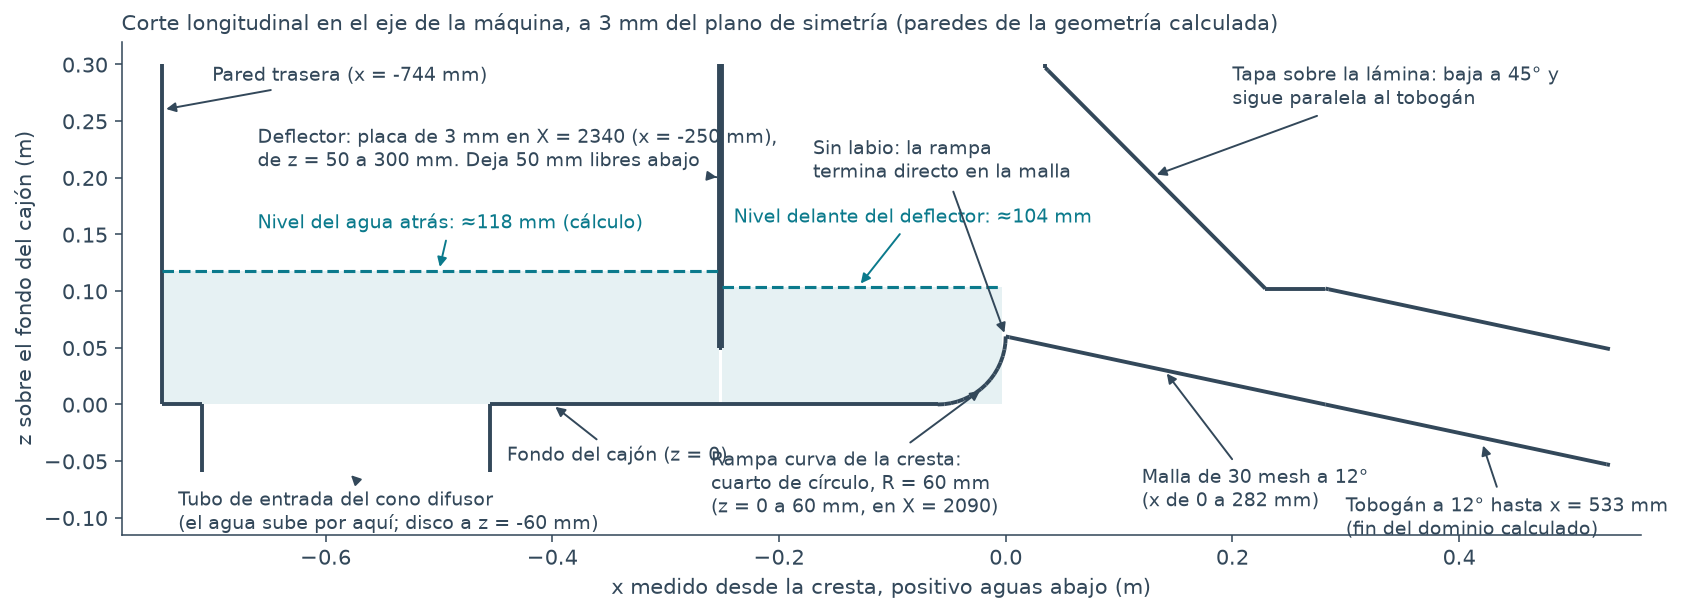 Corte longitudinal en el eje de la máquina, a 3 mm del plano de simetría (paredes de la geometría calculada)
0.30
0.25
0.20
0.15
0.10
0.05
0.00
−0.05
−0.10
z sobre el fondo del cajón (m)
Pared trasera (x = -744 mm)
Tapa sobre la lámina: baja a 45° y
sigue paralela al tobogán
Deflector: placa de 3 mm en X = 2340 (x = -250 mm),
de z = 50 a 300 mm. Deja 50 mm libres abajo
Sin labio: la rampa
termina directo en la malla
Nivel del agua atrás: ≈118 mm (cálculo)
Nivel delante del deflector: ≈104 mm
Fondo del cajón (z = 0)
Rampa curva de la cresta:
cuarto de círculo, R = 60 mm
(z = 0 a 60 mm, en X = 2090)
Malla de 30 mesh a 12°
(x de 0 a 282 mm)
Tubo de entrada del cono difusor
(el agua sube por aquí; disco a z = -60 mm)
Tobogán a 12° hasta x = 533 mm
(fin del dominio calculado)
−0.6
−0.4
−0.2
0.0
0.2
0.4
x medido desde la cresta, positivo aguas abajo (m)